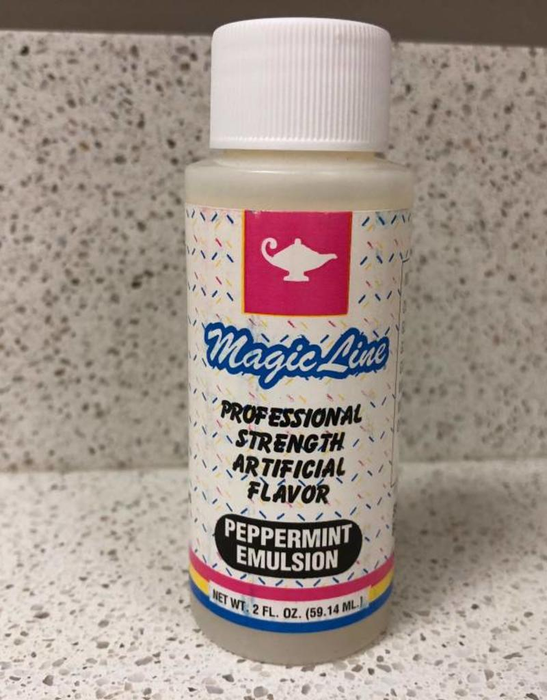 MagicLine
PROFESSIONAL
STRENGTH
ARTIFICIAL
FLAVOR
PEPPERMINT
EMULSION
NET WT. 2 FL. OZ. (59.14 ML.)